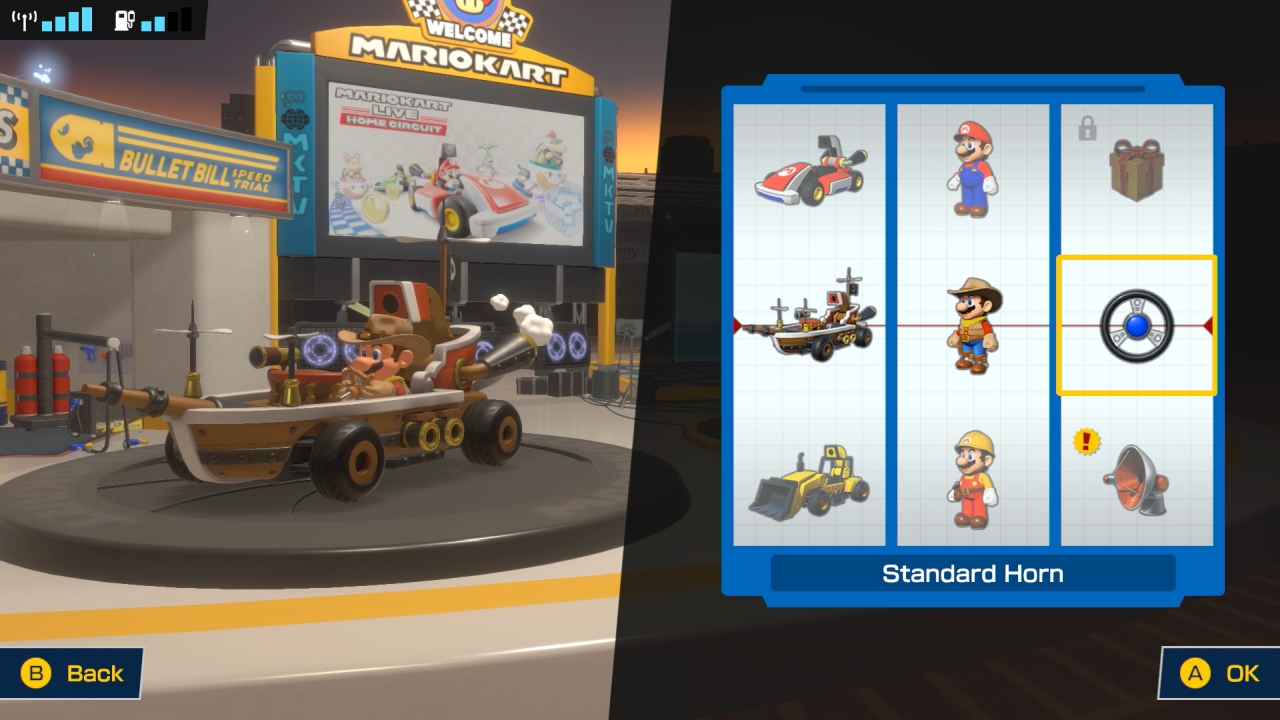 WELCOME
MARIOKART
MARIOKART
LIVE
HOME CIRCUIT
S
BULLET BILL SPEED
TRIAL
MKTV
MKTV
Standard Horn
B Back
A OK